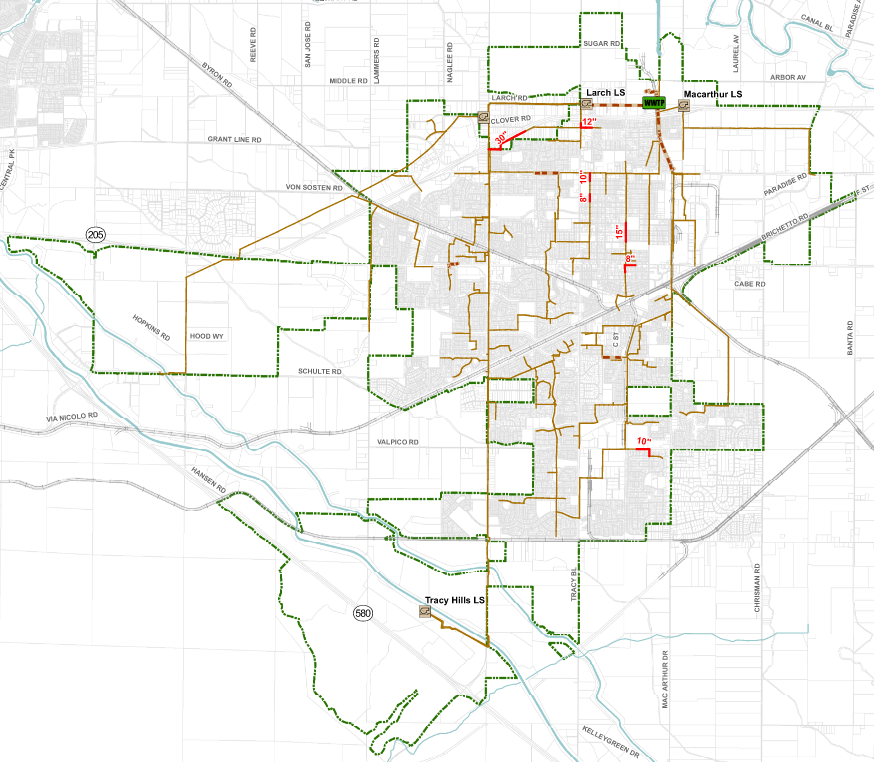 CANAL BL
PARADISE A
SUGAR RD
REEVE RD
SAN JOSE RD
LAMMERS RD
NAGLEE RD
LAUREL AV
BYRON RD
MIDDLE RD
ARBOR AV
LARCH RD
Larch LS
WWTP
Macarthur LS
CLOVER RD
12"
30"
GRANT LINE RD
CENTRAL PK
VON SOSTEN RD
10"
8"
PARADISE RD
F ST
BRICHETTO RD
205
15"
8"
CABE RD
HOPKINS RD
HOOD WY
C ST
BANTA RD
SCHULTE RD
VIA NICOLO RD
VALPICO RD
10"
HANSEN RD
TRACY BL
CHRISMAN RD
Tracy Hills LS
580
MAC ARTHUR DR
KELLEYGREEN DR